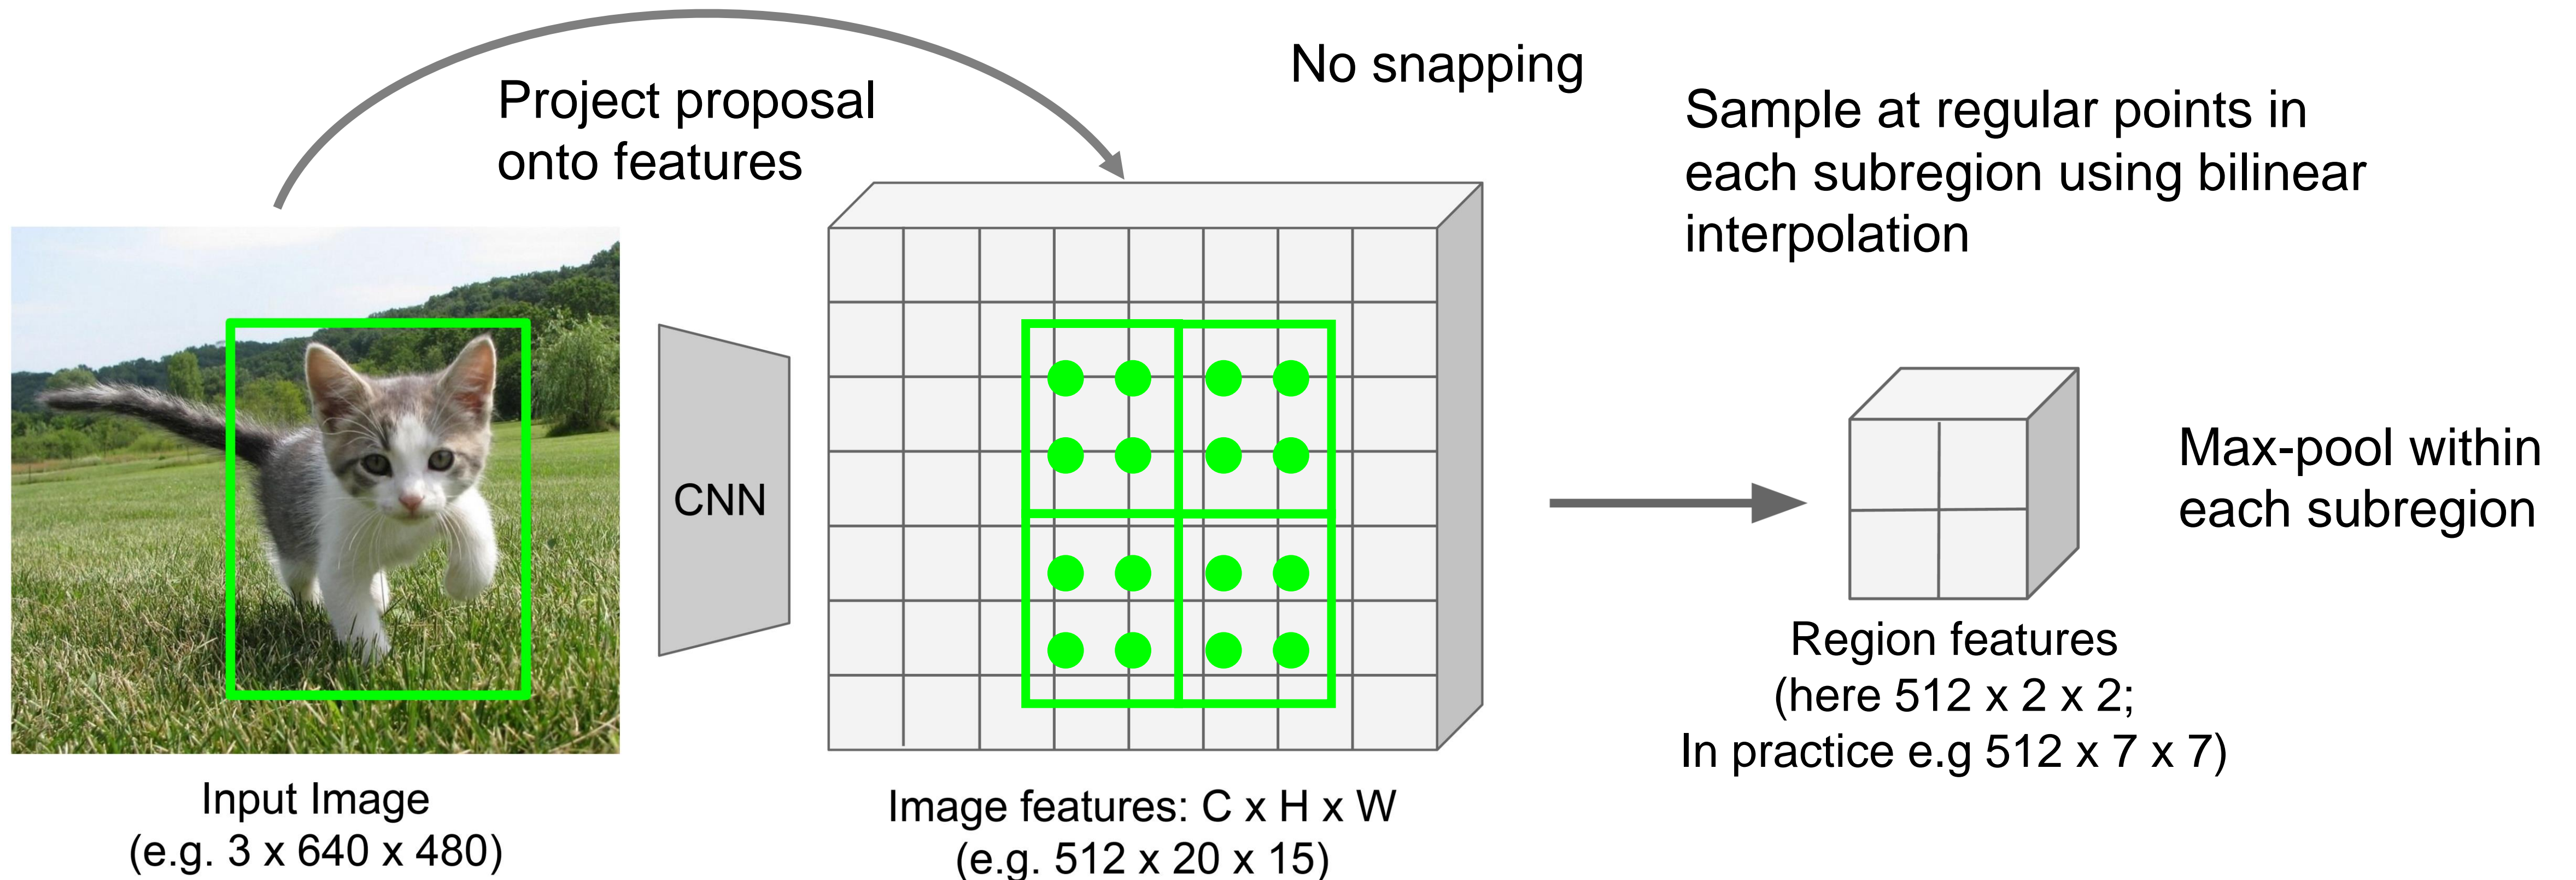 No snapping
Project proposal
onto features
Sample at regular points in
each subregion using bilinear
interpolation
CNN
Max-pool within
each subregion
Region features
(here 512 x 2 x 2;
In practice e.g 512 x 7 x 7)
Input Image
(e.g. 3 x 640 x 480)
Image features: C x H x W
(e.g. 512 x 20 x 15)